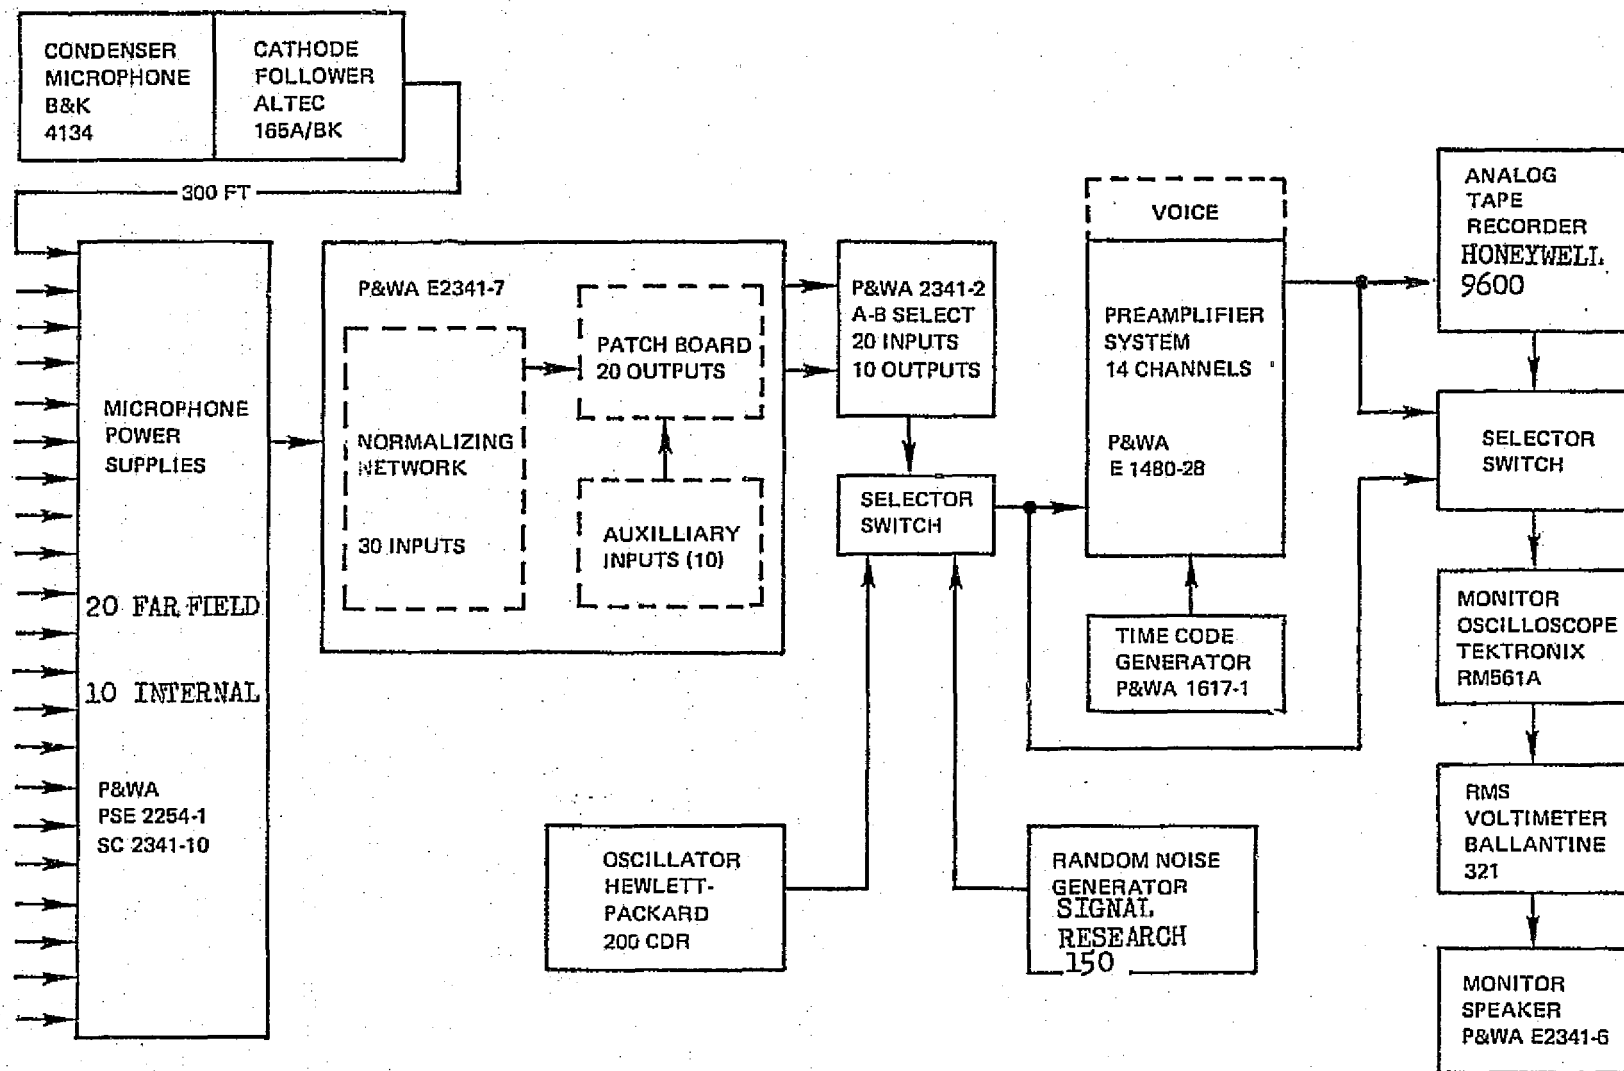 CONDENSER
MICROPHONE
B&K
4134
CATHODE
FOLLOWER
ALTEC
165A/BK
300 FT
MICROPHONE
POWER
SUPPLIES
20 FAR FIELD
10 INTERNAL
P&WA
PSE 2254-1
SC 2341-10
P&WA E2341-7
NORMALIZING
NETWORK
30 INPUTS
PATCH BOARD
20 OUTPUTS
AUXILLIARY
INPUTS (10)
P&WA 2341-2
A-B SELECT
20 INPUTS
10 OUTPUTS
SELECTOR
SWITCH
OSCILLATOR
HEWLETT-
PACKARD
200 CDR
RANDOM NOISE
GENERATOR
SIGNAL
RESEARCH
150
VOICE
PREAMPLIFIER
SYSTEM
14 CHANNELS
P&WA
E 1480-28
TIME CODE
GENERATOR
P&WA 1617-1
ANALOG
TAPE
RECORDER
HONEYWELL
9600
SELECTOR
SWITCH
MONITOR
OSCILLOSCOPE
TEKTRONIX
RM561A
RMS
VOLTIMETER
BALLANTINE
321
MONITOR
SPEAKER
P&WA E2341-6